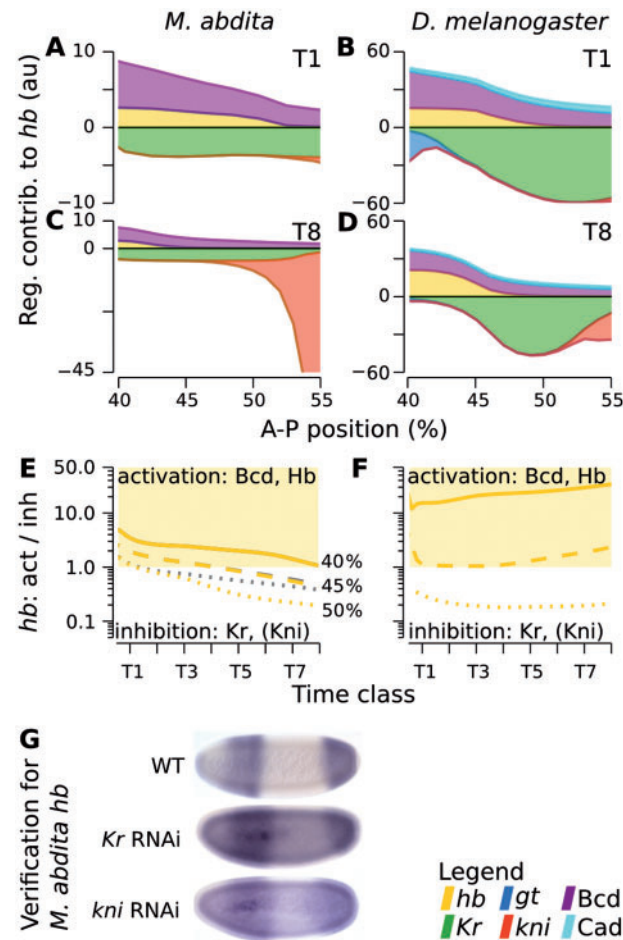 M. abdita D. melanogaster
A T1 B T1
10 60
0 0
−10 −60
C T8 D T8
10 60
0 0
−45 −60
40 45 50 55 40 45 50 55
Reg. contrib. to hb (au)
A-P position (%)
E F
50.0
10.0
1.0
0.1
hb: act / inh
activation: Bcd, Hb activation: Bcd, Hb
40%
45%
50%
inhibition: Kr, (Kni) inhibition: Kr, (Kni)
T1 T3 T5 T7 T1 T3 T5 T7
Time class
G
Verification for
M. abdita hb
WT
Kr RNAi
kni RNAi
Legend
hb gt Bcd
Kr kni Cad